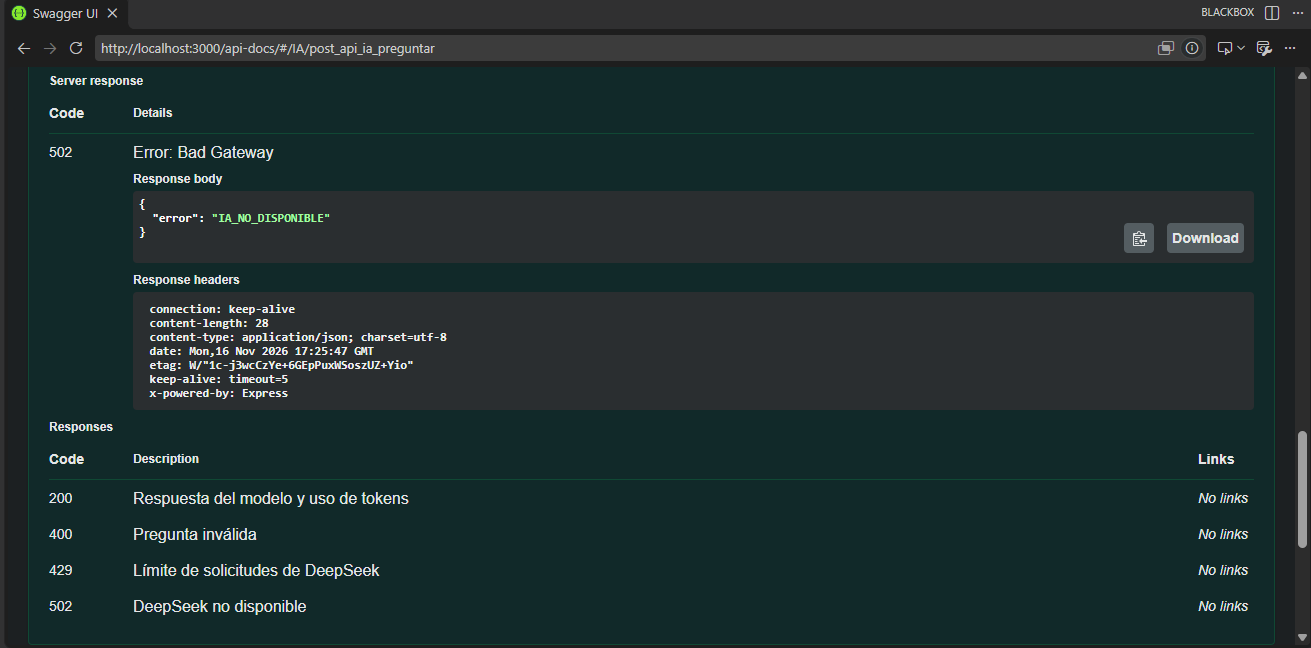 Swagger UI
BLACKBOX
http://localhost:3000/api-docs/#/IA/post_api_ia_preguntar
Server response
Code Details
502 Error: Bad Gateway
Response body
{
"error": "IA_NO_DISPONIBLE"
}
Download
Response headers
connection: keep-alive
content-length: 28
content-type: application/json; charset=utf-8
date: Mon,16 Nov 2026 17:25:47 GMT
etag: W/"1c-j3wcCzYe+6GEpPuxWSoszUZ+Yio"
keep-alive: timeout=5
x-powered-by: Express
Responses
Code Description Links
200 Respuesta del modelo y uso de tokens No links
400 Pregunta inválida No links
429 Límite de solicitudes de DeepSeek No links
502 DeepSeek no disponible No links